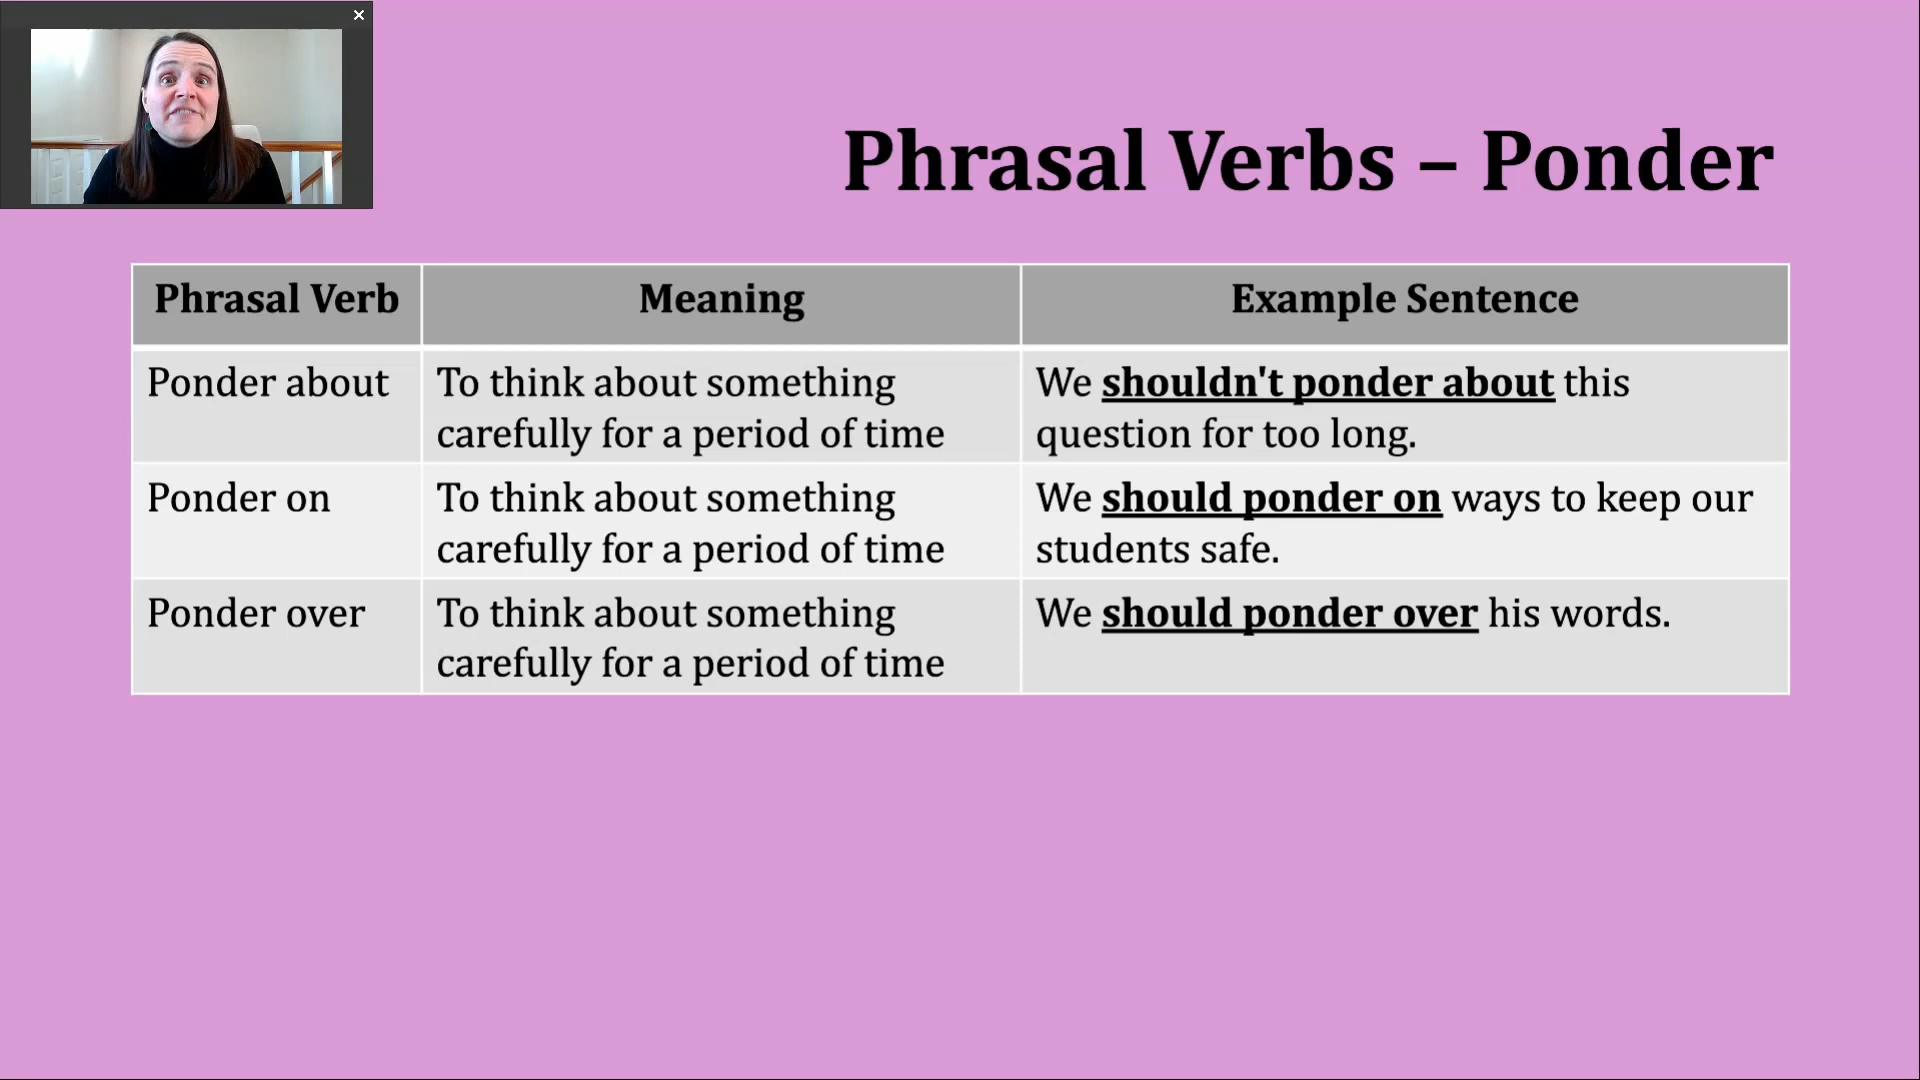 Phrasal Verbs – Ponder
Phrasal Verb
Meaning
Example Sentence
Ponder about
To think about something
carefully for a period of time
We shouldn't ponder about this
question for too long.
Ponder on
To think about something
carefully for a period of time
We should ponder on ways to keep our
students safe.
Ponder over
To think about something
carefully for a period of time
We should ponder over his words.